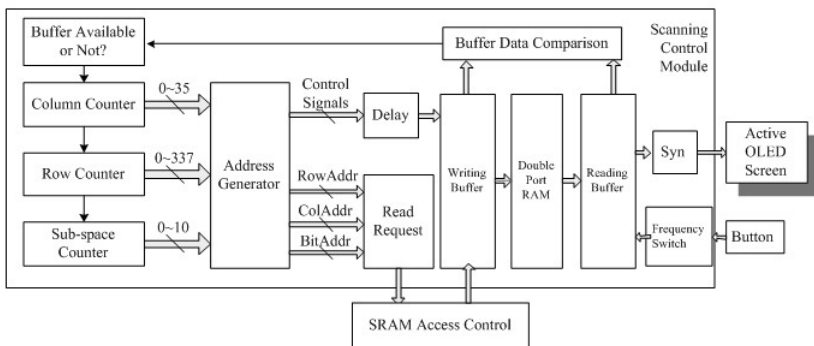 Buffer Available
or Not?
Buffer Data Comparison
Scanning
Control
Module
Column Counter
0~35
Control
Signals
Delay
Row Counter
0~337
Address
Generator
RowAddr
ColAddr
BitAddr
Read
Request
Writing
Buffer
Double
Port
RAM
Reading
Buffer
Syn
Active
OLED
Screen
Sub-space
Counter
0~10
Frequency
Switch
Button
SRAM Access Control